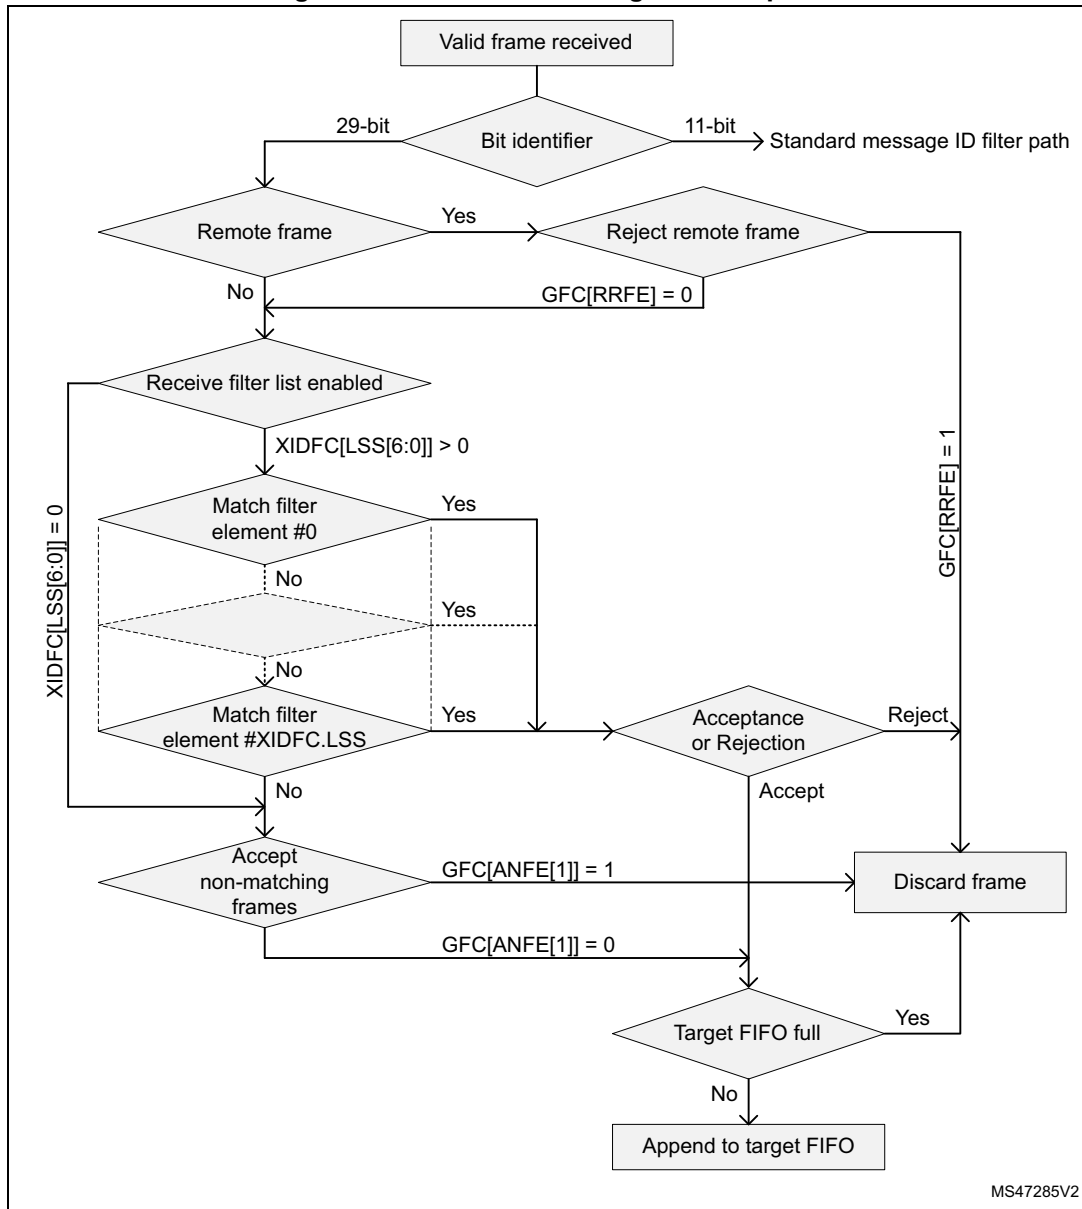 Valid frame received
29-bit
Bit identifier
11-bit
Standard message ID filter path
Remote frame
Yes
Reject remote frame
No
GFC[RRFE] = 0
Receive filter list enabled
XIDFC[LSS[6:0]] > 0
GFC[RRFE] = 1
XIDFC[LSS[6:0]] = 0
Match filter
element #0
Yes
No
Yes
No
Match filter
element #XIDFC.LSS
Yes
Acceptance
or Rejection
Reject
No
Accept
Accept
non-matching
frames
GFC[ANFE[1]] = 1
Discard frame
GFC[ANFE[1]] = 0
Target FIFO full
Yes
No
Append to target FIFO
MS47285V2